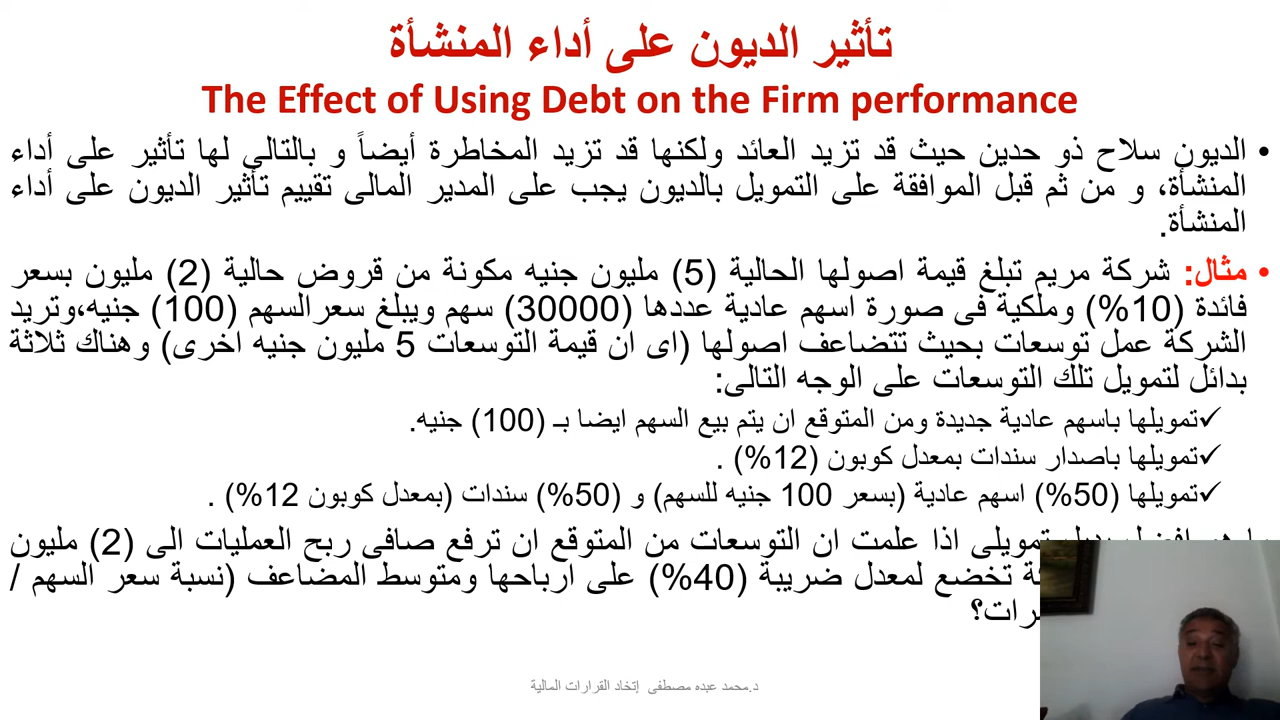 تأثير الديون على أداء المنشأة
The Effect of Using Debt on the Firm performance
• الديون سلاح ذو حدين حيث قد تزيد العائد ولكنها قد تزيد المخاطرة أيضاً و بالتالي لها تأثير على أداء
المنشأة، و من ثم قبل الموافقة على التمويل بالديون يجب على المدير المالى تقييم تأثير الديون على أداء
المنشأة.
• مثال: شركة مريم تبلغ قيمة اصولها الحالية (5) مليون جنيه مكونة من قروض حالية (2) مليون بسعر
فائدة (10%) وملكية فى صورة اسهم عادية عددها (30000) سهم ويبلغ سعرالسهم (100) جنيه،وتريد
الشركة عمل توسعات بحيث تتضاعف اصولها (اى ان قيمة التوسعات 5 مليون جنيه اخرى) وهناك ثلاثة
بدائل لتمويل تلك التوسعات على الوجه التالى:
✓تمويلها باسهم عادية جديدة ومن المتوقع ان يتم بيع السهم ايضا بـ (100) جنيه.
✓تمويلها باصدار سندات بمعدل كوبون (12%) .
✓تمويلها (50%) اسهم عادية (بسعر 100 جنيه للسهم) و (50%) سندات (بمعدل كوبون 12%) .
تمويلى اذا علمت ان التوسعات من المتوقع ان ترفع صافى ربح العمليات الى (2) مليون
تخضع لمعدل ضريبة (40%) على ارباحها ومتوسط المضاعف (نسبة سعر السهم /
د.محمد عبده مصطفى إتخاد القرارات المالية